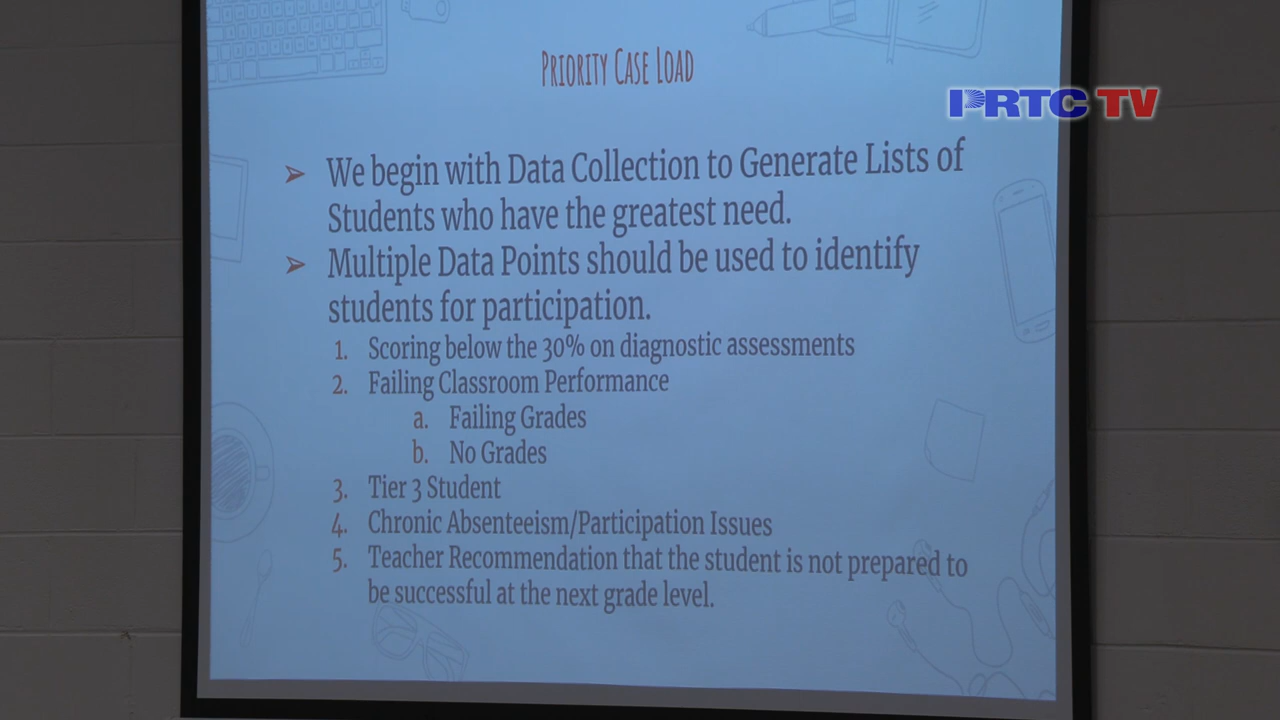 PRIORITY CASE LOAD
PRTC TV
➢ We begin with Data Collection to Generate Lists of
Students who have the greatest need.
➢ Multiple Data Points should be used to identify
students for participation.
1. Scoring below the 30% on diagnostic assessments
2. Failing Classroom Performance
a. Failing Grades
b. No Grades
3. Tier 3 Student
4. Chronic Absenteeism/Participation Issues
5. Teacher Recommendation that the student is not prepared to
be successful at the next grade level.